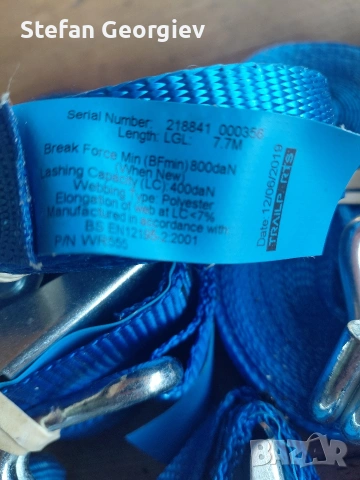 Stefan Georgiev
Serial Number: 218841_000356
Length: LGL: 7.7M
Break Force Min (BFmin) 800daN
(When New)
Lashing Capacity (LC) 400daN
Webbing Type: Polyester
Elongation of web at LC<7%
Manufactured in accordance with
BS EN12195-2:2001
P/N. WR565
Date 12/06/2019
BAZAR